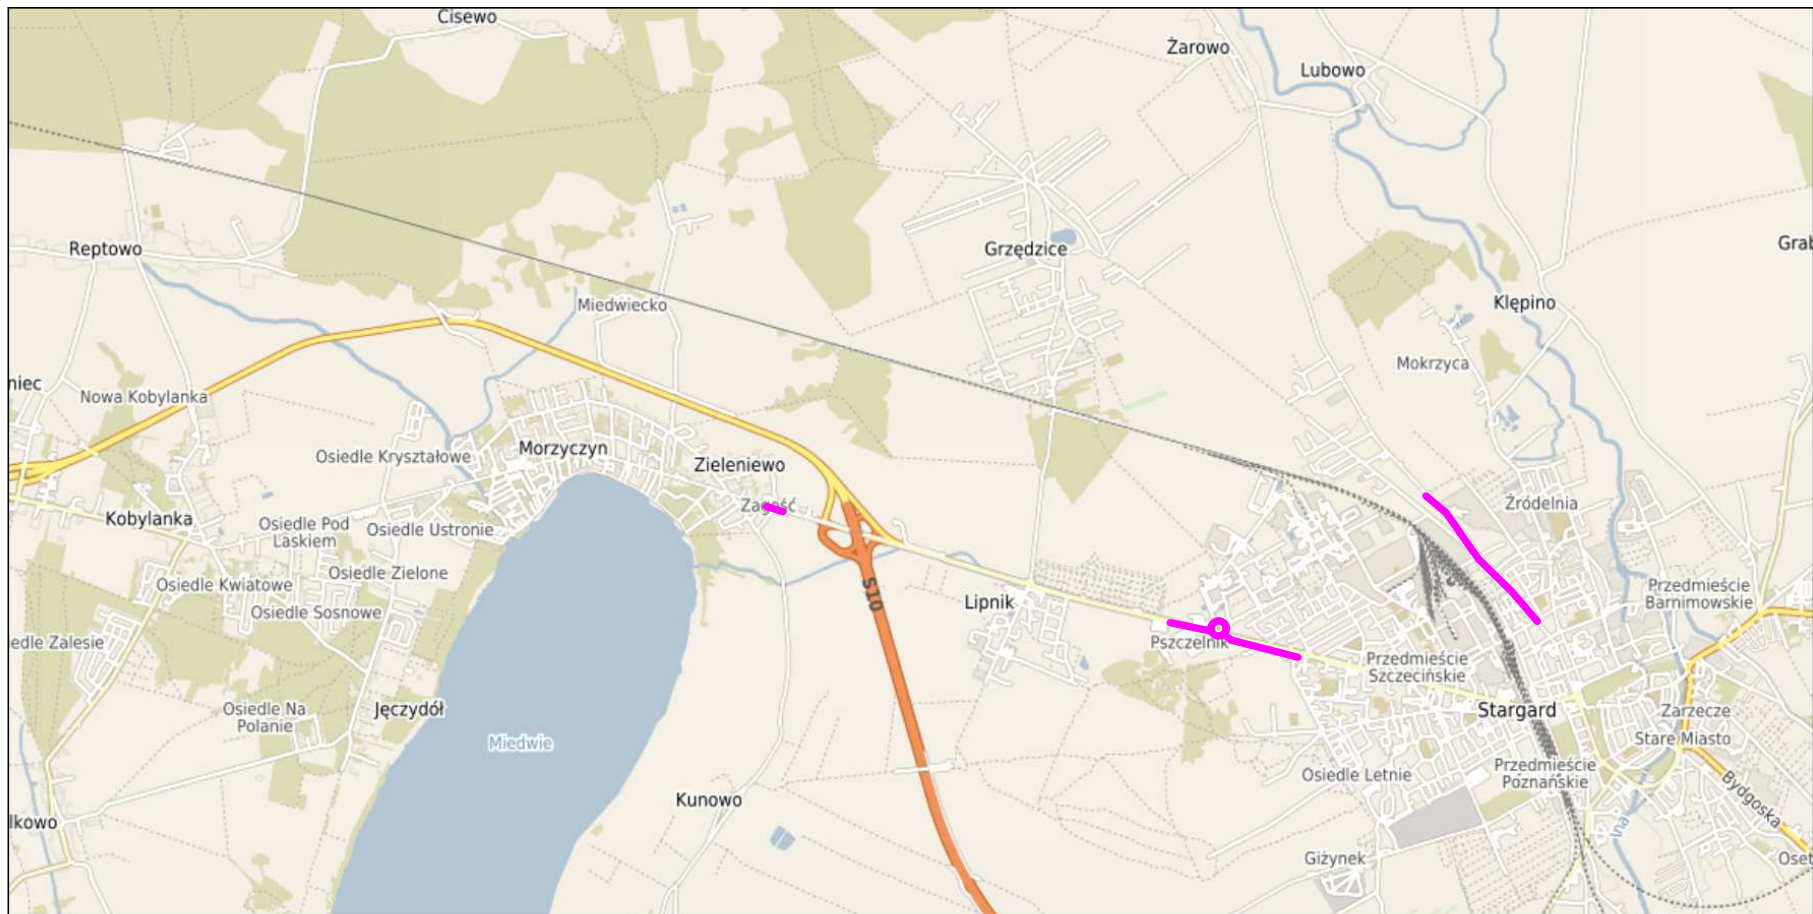 Cisewo
Żarowo
Lubowo
Reptowo
Grzędzice
Grab
Miedwiecko
Klępino
Mokrzyca
niec
Nowa Kobylanka
Morzyczyn
Osiedle Kryształowe
Zieleniewo
Zagość
Źródelnia
Kobylanka
Osiedle Pod
Laskiem
Osiedle Ustronie
Osiedle Zielone
Osiedle Kwiatowe
Osiedle Sosnowe
S10
Lipnik
Przedmieście
Barnimowskie
edle Zalesie
Pszczelnik
Przedmieście
Szczecińskie
Osiedle Na
Polanie
Jęczydół
Stargard
Zarzecze
Miedwie
Stare Miasto
Osiedle Letnie
Przedmieście
Poznańskie
Kunowo
Bydgoska
lkowo
Ina
Giżynek
Oset